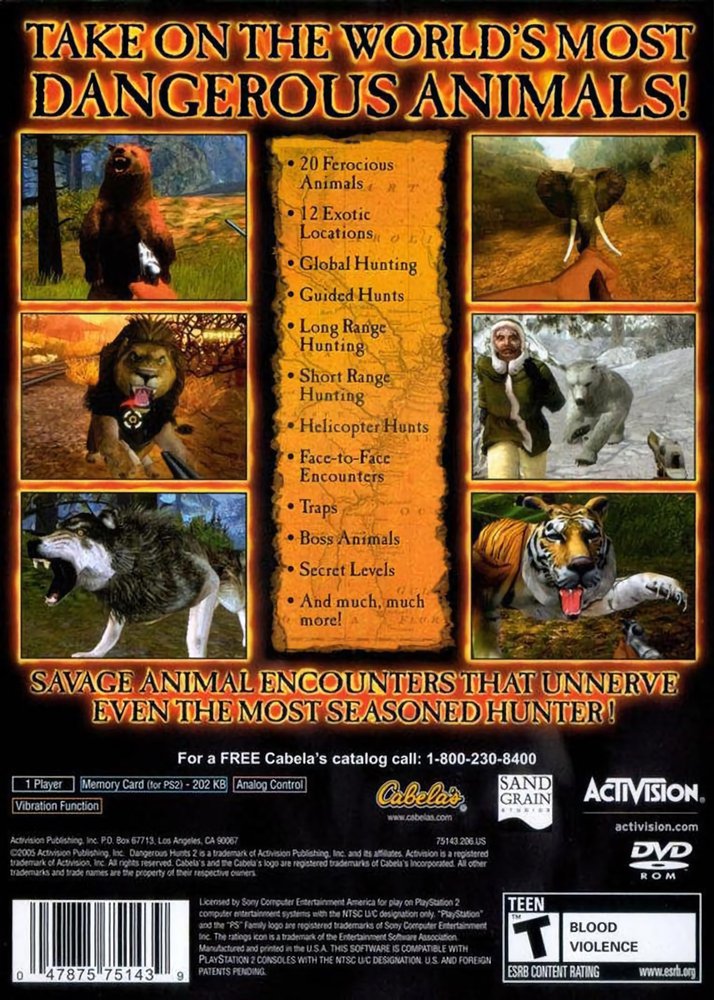 TAKE ON THE WORLD'S MOST
DANGEROUS ANIMALS!
• 20 Ferocious
Animals
• 12 Exotic
Locations
• Global Hunting
• Guided Hunts
• Long Range
Hunting
• Short Range
Hunting
• Helicopter Hunts
• Face-to-Face
Encounters
• Traps
• Boss Animals
• Secret Levels
• And much, much
more!
SAVAGE ANIMAL ENCOUNTERS THAT UNNERVE
EVEN THE MOST SEASONED HUNTER!
For a FREE Cabela's catalog call: 1-800-230-8400
1 Player
Memory Card (for PS2) - 202 KB
Analog Control
Vibration Function
Cabela's
www.cabelas.com
SAND
GRAIN
STUDIOS
ACTIVISION.
activision.com
DVD
ROM
Activision Publishing, Inc. P.O. Box 67713, Los Angeles, CA 90067
75143.206.US
©2005 Activision Publishing, Inc. Dangerous Hunts 2 is a trademark of Activision Publishing, Inc. and its affiliates. Activision is a registered
trademark of Activision, Inc. All rights reserved. Cabela's and the Cabela's logo are registered trademarks of Cabela's Incorporated. All other
trademarks and trade names are the property of their respective owners.
0 47875 75143 9
Licensed by Sony Computer Entertainment America for play on PlayStation 2
computer entertainment systems with the NTSC U/C designation only. "PlayStation"
and the "PS" Family logo are registered trademarks of Sony Computer Entertainment
Inc. The ratings icon is a trademark of the Entertainment Software Association.
Manufactured and printed in the U.S.A. THIS SOFTWARE IS COMPATIBLE WITH
PLAYSTATION 2 CONSOLES WITH THE NTSC U/C DESIGNATION. U.S. AND FOREIGN
PATENTS PENDING.
TEEN
T
BLOOD
VIOLENCE
ESRB CONTENT RATING
www.esrb.org